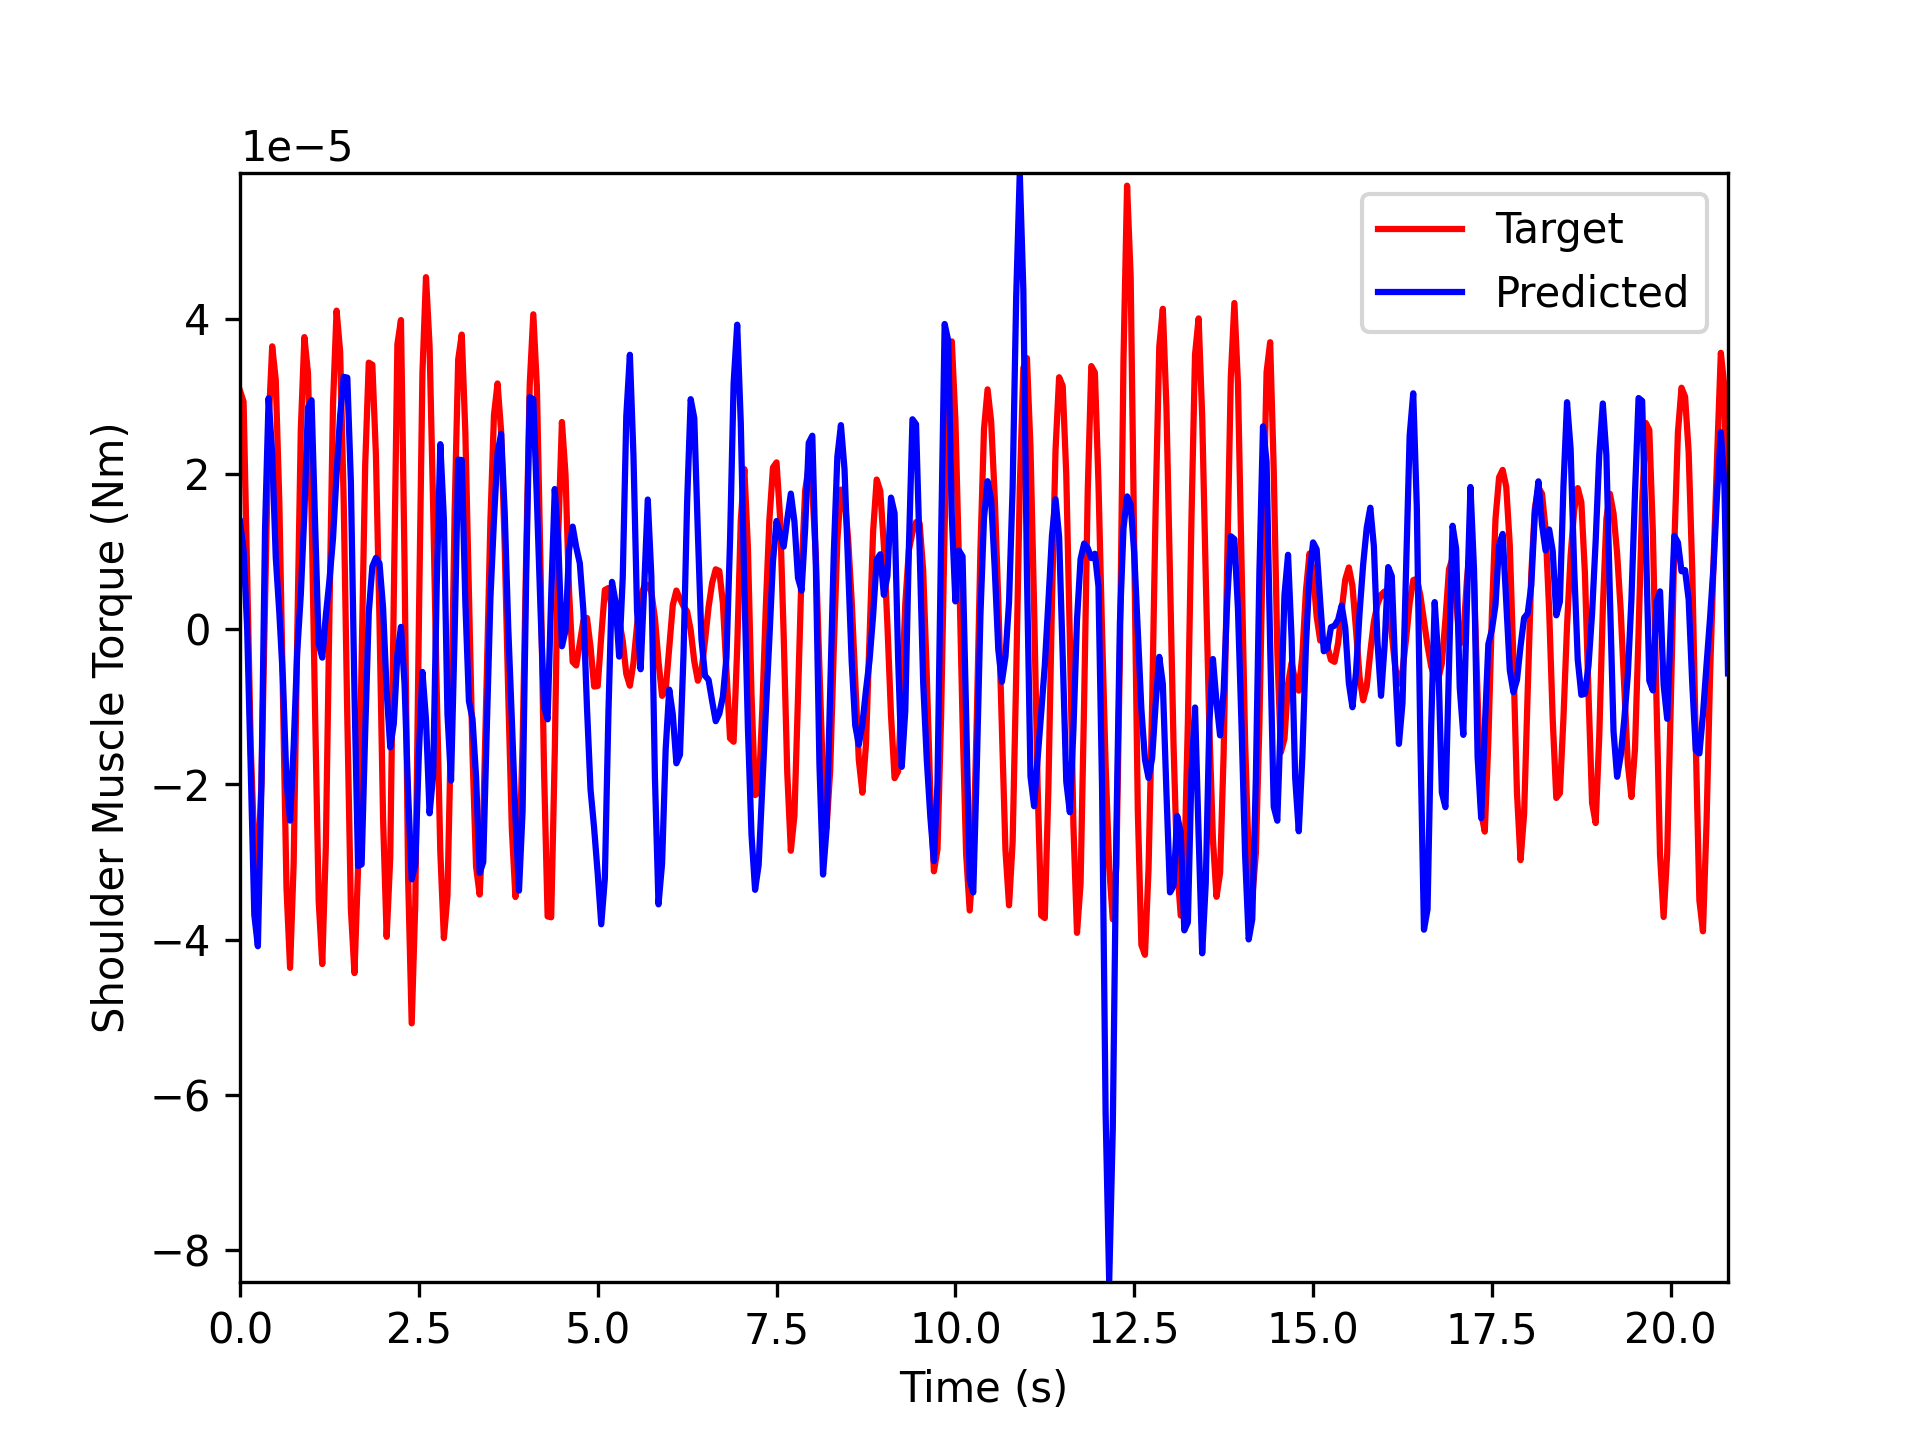 1e−5
Target
Predicted
4
2
0
−2
−4
−6
−8
Shoulder Muscle Torque (Nm)
0.0 2.5 5.0 7.5 10.0 12.5 15.0 17.5 20.0
Time (s)